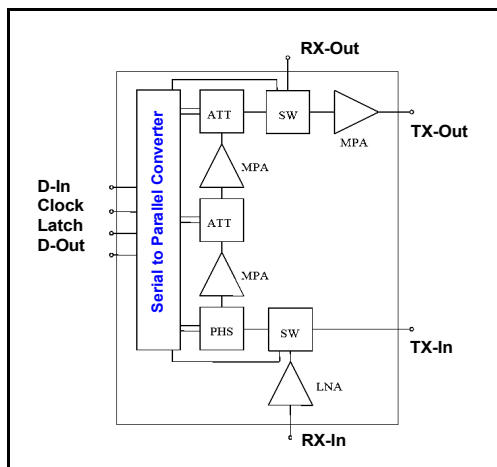 RX-Out
ATT
SW
MPA
TX-Out
MPA
D-In
Clock
Latch
D-Out
Serial to Parallel Converter
ATT
MPA
PHS
SW
TX-In
LNA
RX-In